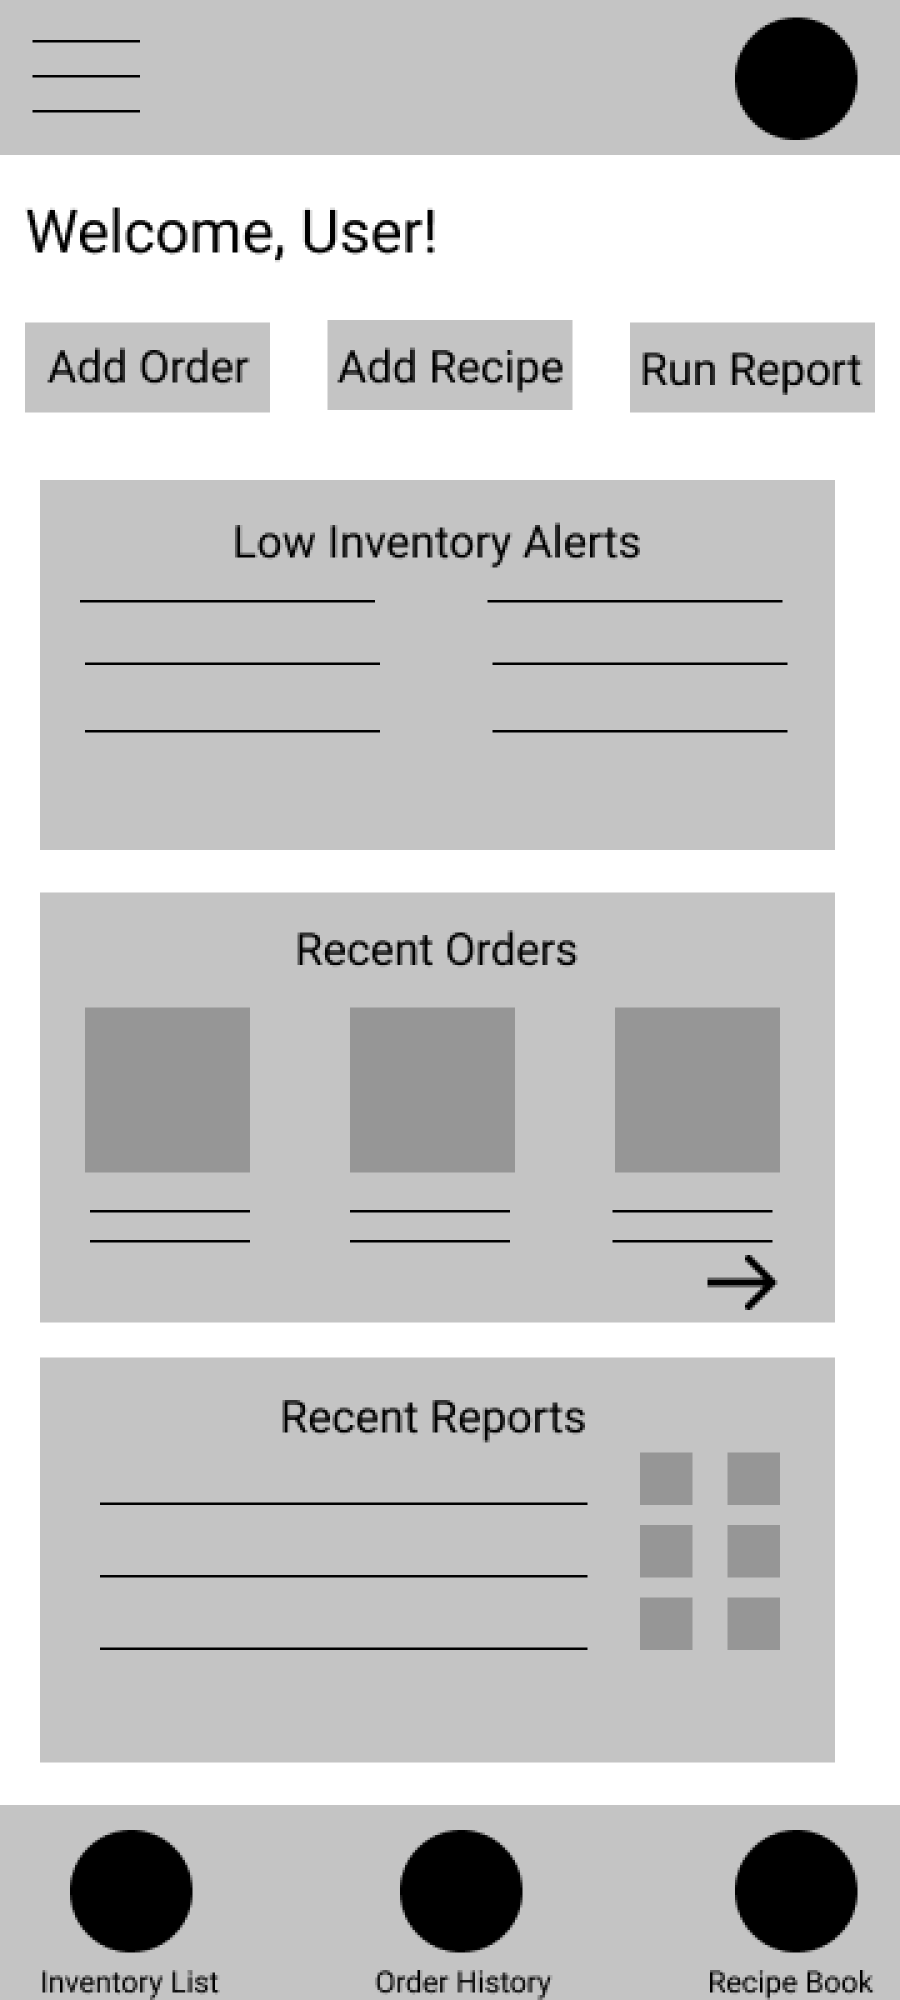 Welcome, User!
Add Order
Add Recipe
Run Report
Low Inventory Alerts
Recent Orders
Recent Reports
Inventory List
Order History
Recipe Book